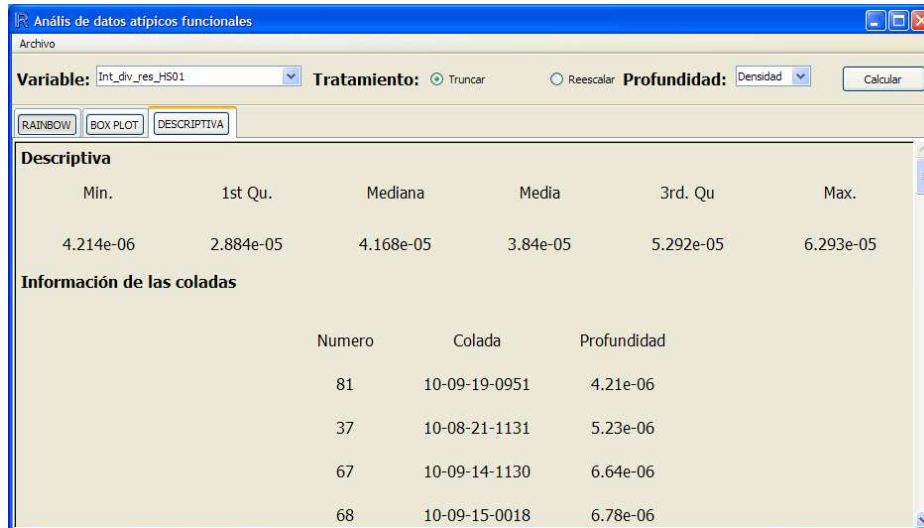 Anális de datos atípicos funcionales
Archivo
Variable: Int_div_res_HS01 Tratamiento: Truncar Reescalar Profundidad: Densidad Calcular
RAINBOW BOX PLOT DESCRIPTIVA
Descriptiva
Min. 1st Qu. Mediana Media 3rd. Qu Max.
4.214e-06 2.884e-05 4.168e-05 3.84e-05 5.292e-05 6.293e-05
Información de las coladas
Numero Colada Profundidad
81 10-09-19-0951 4.21e-06
37 10-08-21-1131 5.23e-06
67 10-09-14-1130 6.64e-06
68 10-09-15-0018 6.78e-06